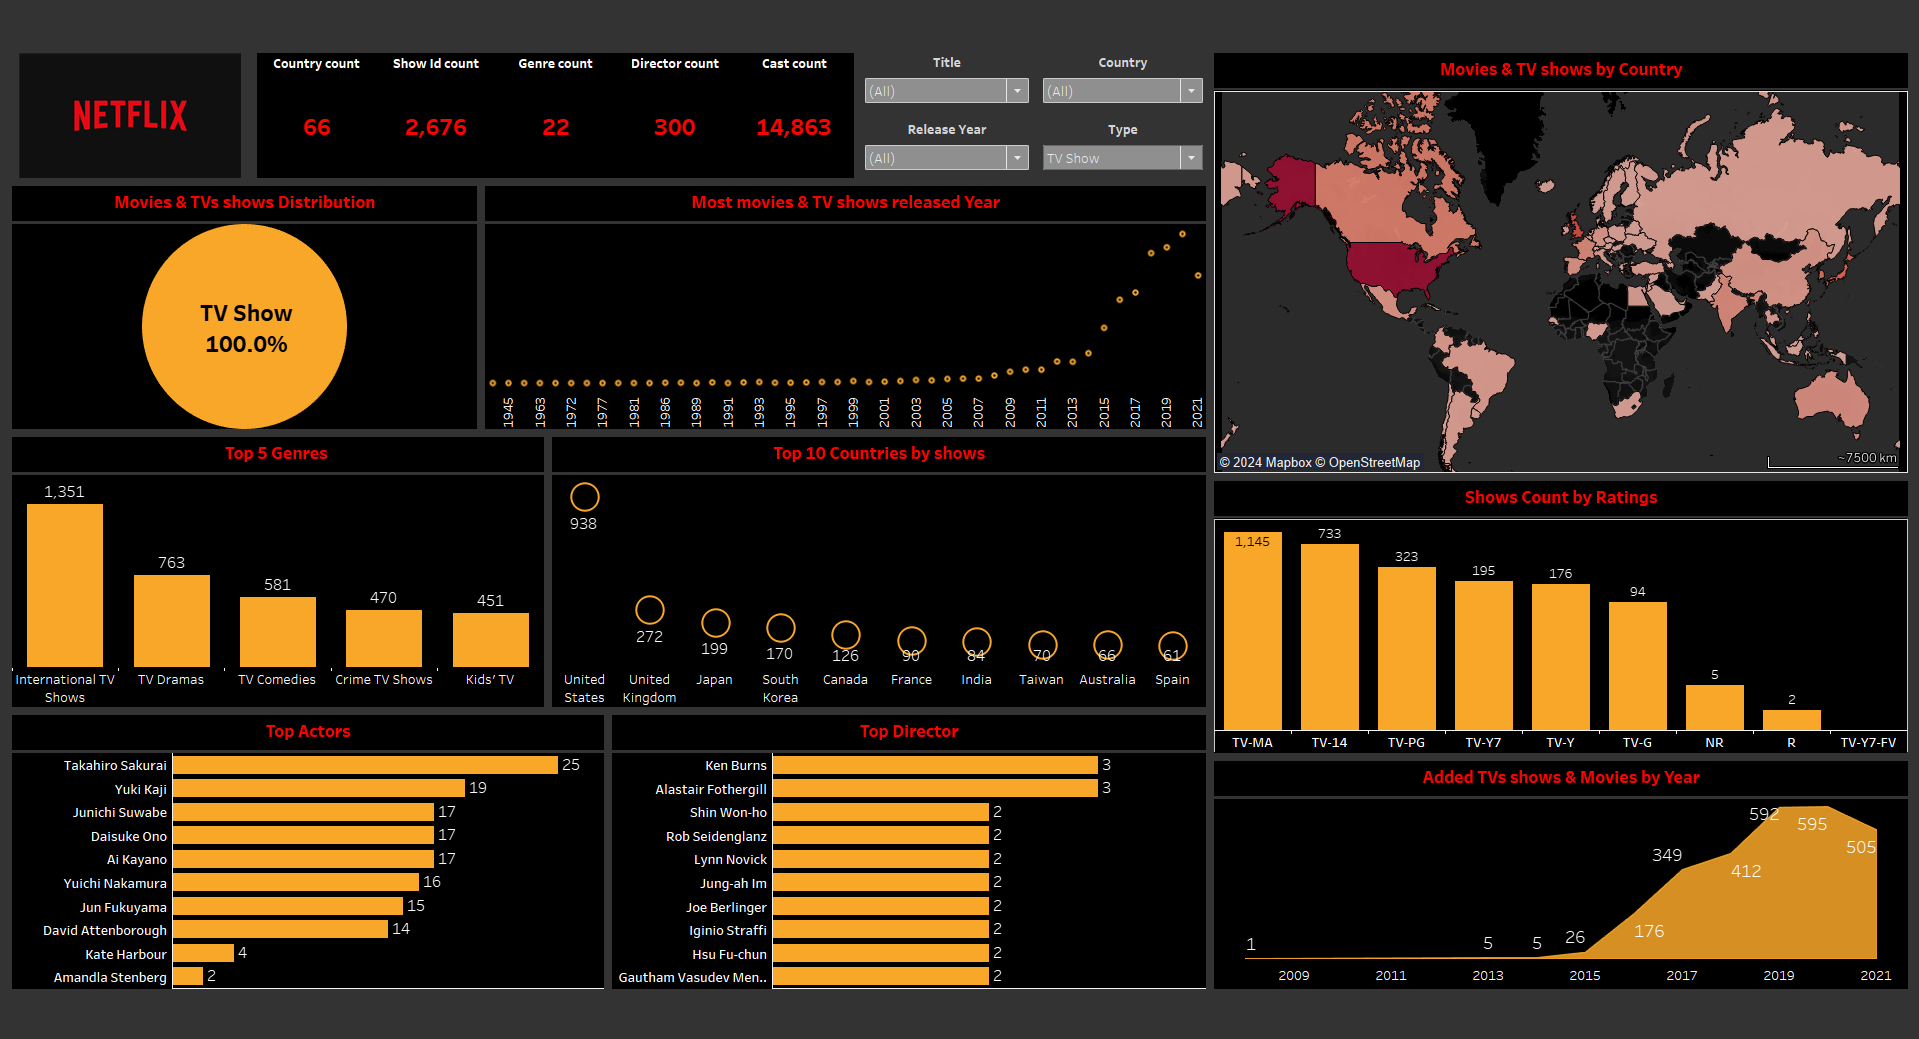 NETFLIX
Country count
Show Id count
Genre count
Director count
Cast count
66
2,676
22
300
14,863
Title
(All)
Country
(All)
Release Year
(All)
Type
TV Show
Movies & TV shows by Country
© 2024 Mapbox © OpenStreetMap
~7500 km
Movies & TVs shows Distribution
TV Show
100.0%
Most movies & TV shows released Year
1945
1963
1972
1977
1981
1986
1989
1991
1993
1995
1997
1999
2001
2003
2005
2007
2009
2011
2013
2015
2017
2019
2021
Top 5 Genres
1,351
763
581
470
451
International TV
Shows
TV Dramas
TV Comedies
Crime TV Shows
Kids' TV
Top 10 Countries by shows
938
272
199
170
126
90
84
70
66
61
United
States
United
Kingdom
Japan
South
Korea
Canada
France
India
Taiwan
Australia
Spain
Shows Count by Ratings
1,145
733
323
195
176
94
5
2
TV-MA
TV-14
TV-PG
TV-Y7
TV-Y
TV-G
NR
R
TV-Y7-FV
Top Actors
Takahiro Sakurai 25
Yuki Kaji 19
Junichi Suwabe 17
Daisuke Ono 17
Ai Kayano 17
Yuichi Nakamura 16
Jun Fukuyama 15
David Attenborough 14
Kate Harbour 4
Amandla Stenberg 2
Top Director
Ken Burns 3
Alastair Fothergill 3
Shin Won-ho 2
Rob Seidenglanz 2
Lynn Novick 2
Jung-ah Im 2
Joe Berlinger 2
Iginio Straffi 2
Hsu Fu-chun 2
Gautham Vasudev Men.. 2
Added TVs shows & Movies by Year
1
5
5
26
176
349
412
592
595
505
2009
2011
2013
2015
2017
2019
2021